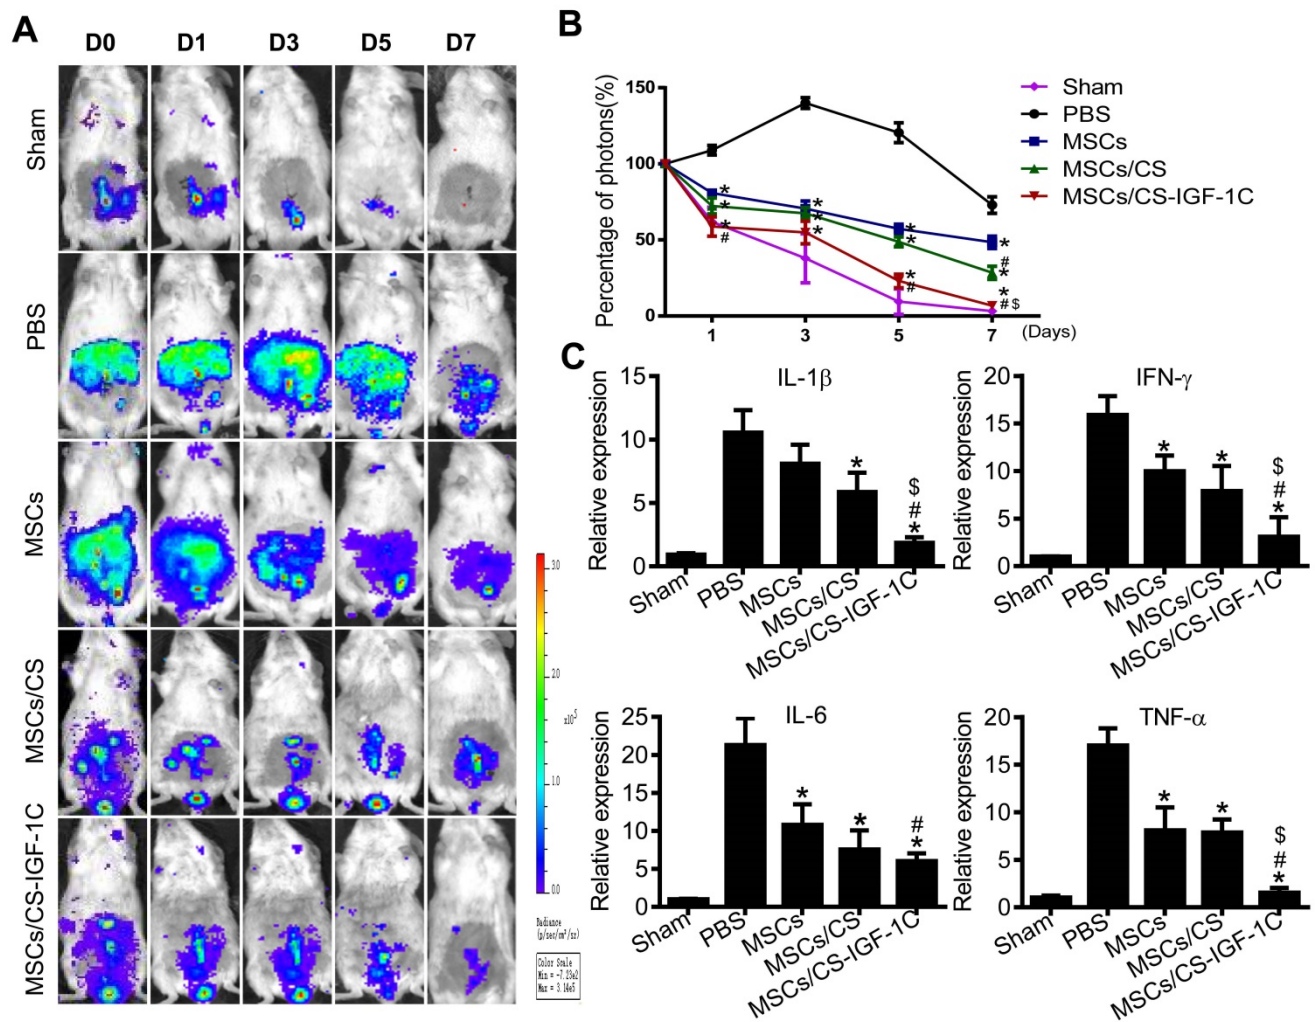 A
D0 D1 D3 D5 D7
Sham
PBS
MSCs
MSCs/CS
MSCs/CS-IGF-1C
3.0
2.0
x10⁵
1.0
0.0
Radiance
(p/sec/cm²/sr)
Color Scale
Min = -7.23e2
Max = 3.14e5
B
Percentage of photons(%)
150
100
50
0
1 3 5 7 (Days)
* * * #
* * *
* * * #
* # * * # $
Sham
PBS
MSCs
MSCs/CS
MSCs/CS-IGF-1C
C
IL-1β
Relative expression
15
10
5
0
*
$
#
*
Sham PBS MSCs MSCs/CS MSCs/CS-IGF-1C
IFN-γ
Relative expression
20
15
10
5
0
* *
$
#
*
Sham PBS MSCs MSCs/CS MSCs/CS-IGF-1C
IL-6
Relative expression
25
20
15
10
5
0
* *
#
*
Sham PBS MSCs MSCs/CS MSCs/CS-IGF-1C
TNF-α
Relative expression
20
15
10
5
0
* *
$
#
*
Sham PBS MSCs MSCs/CS MSCs/CS-IGF-1C